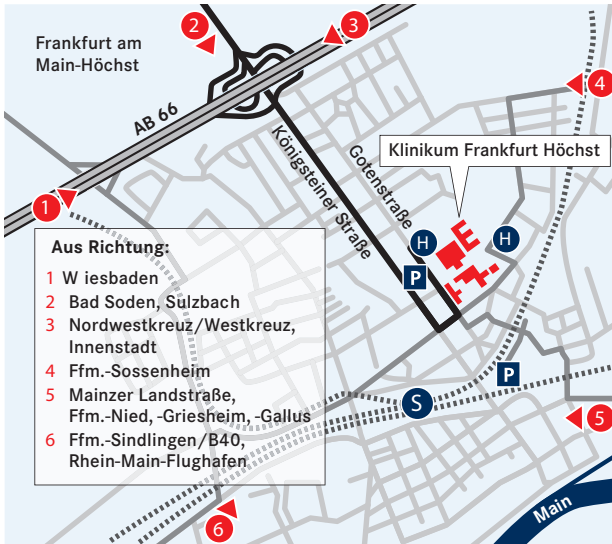 2
3
Frankfurt am
Main-Höchst
4
AB 66
Königsteiner Straße
Gotenstraße
Klinikum Frankfurt Höchst
1
H
H
P
Aus Richtung:
1 W iesbaden
2 Bad Soden, Sulzbach
3 Nordwestkreuz/Westkreuz,
Innenstadt
4 Ffm.-Sossenheim
5 Mainzer Landstraße,
Ffm.-Nied, -Griesheim, -Gallus
6 Ffm.-Sindlingen/B40,
Rhein-Main-Flughafen
P
S
5
6
Main